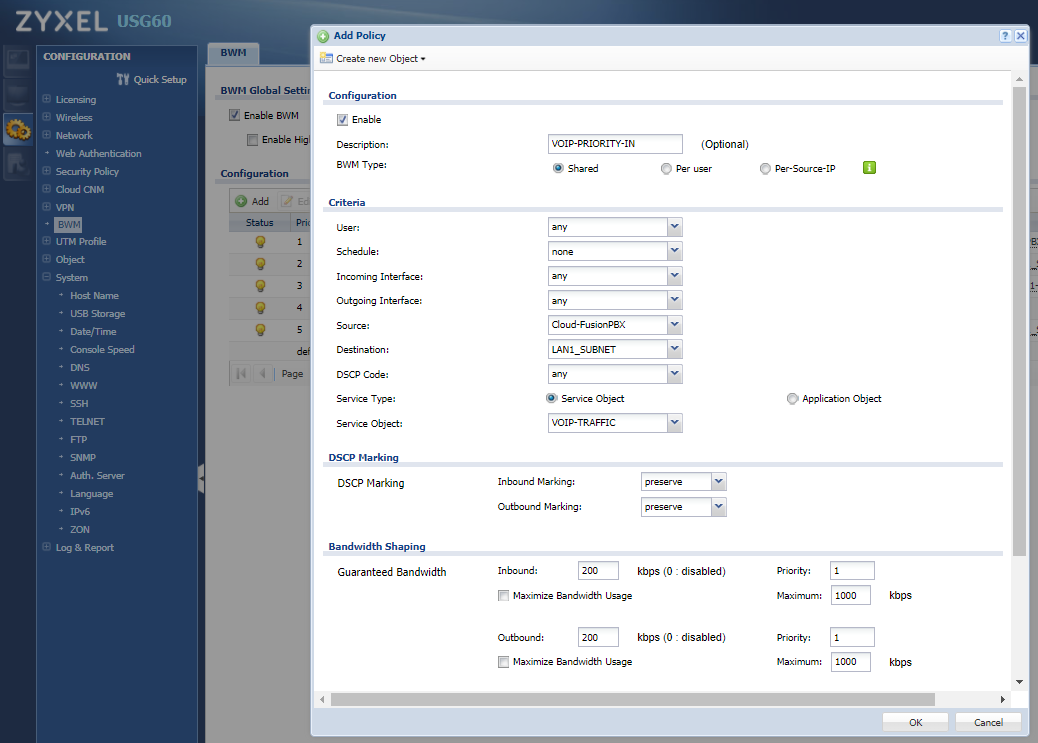 ZYXEL USG60
CONFIGURATION
Quick Setup
Licensing
Wireless
Network
Web Authentication
Security Policy
Cloud CNM
VPN
BWM
UTM Profile
Object
System
Host Name
USB Storage
Date/Time
Console Speed
DNS
WWW
SSH
TELNET
FTP
SNMP
Auth. Server
Language
IPv6
ZON
Log & Report
BWM
BWM Global Setti
Enable BWM
Enable Hig
Configuration
Add Ed
Status Pric
1
2
3
4
5
def
Page
Add Policy
Create new Object
Configuration
Enable
Description: VOIP-PRIORITY-IN (Optional)
BWM Type: Shared Per user Per-Source-IP
Criteria
User: any
Schedule: none
Incoming Interface: any
Outgoing Interface: any
Source: Cloud-FusionPBX
Destination: LAN1_SUBNET
DSCP Code: any
Service Type: Service Object Application Object
Service Object: VOIP-TRAFFIC
DSCP Marking
DSCP Marking Inbound Marking: preserve
Outbound Marking: preserve
Bandwidth Shaping
Guaranteed Bandwidth Inbound: 200 kbps (0 : disabled) Priority: 1
Maximize Bandwidth Usage Maximum: 1000 kbps
Outbound: 200 kbps (0 : disabled) Priority: 1
Maximize Bandwidth Usage Maximum: 1000 kbps
OK Cancel